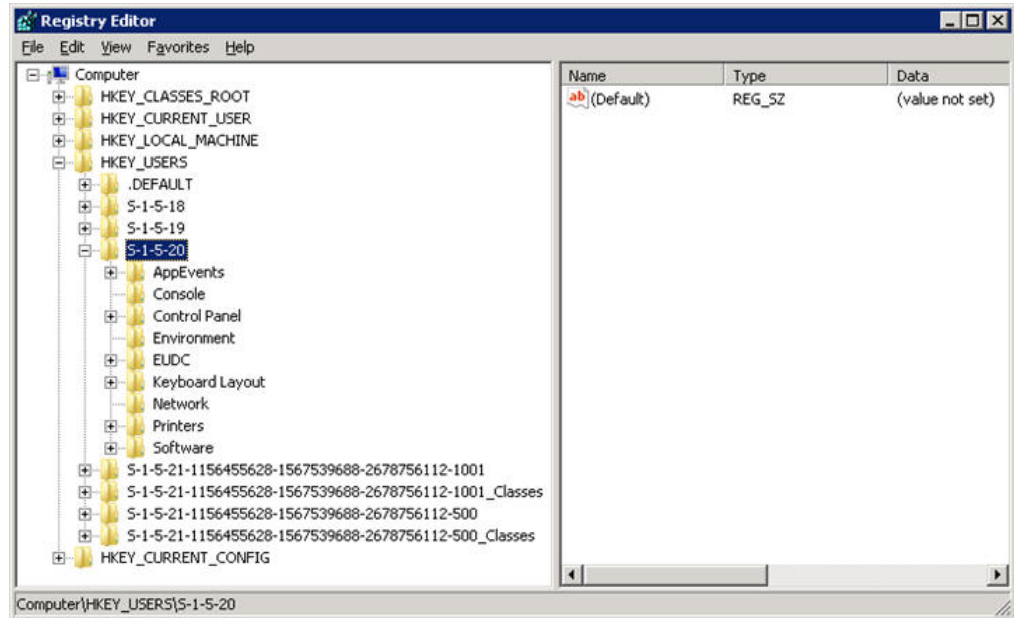 Registry Editor
File Edit View Favorites Help
Computer
HKEY_CLASSES_ROOT
HKEY_CURRENT_USER
HKEY_LOCAL_MACHINE
HKEY_USERS
.DEFAULT
S-1-5-18
S-1-5-19
S-1-5-20
AppEvents
Console
Control Panel
Environment
EUDC
Keyboard Layout
Network
Printers
Software
S-1-5-21-1156455628-1567539688-2678756112-1001
S-1-5-21-1156455628-1567539688-2678756112-1001_Classes
S-1-5-21-1156455628-1567539688-2678756112-500
S-1-5-21-1156455628-1567539688-2678756112-500_Classes
HKEY_CURRENT_CONFIG
Name Type Data
ab (Default) REG_SZ (value not set)
Computer\HKEY_USERS\S-1-5-20